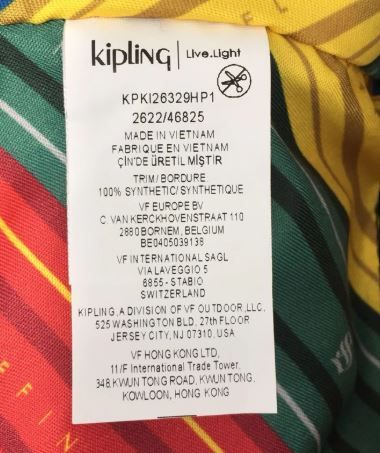 kipling | Live.Light
KPKI26329HP1
2622/46825
MADE IN VIETNAM
FABRIQUE EN VIETNAM
ÇİN'DE ÜRETIL MİŞTİR
TRIM/BORDURE
100% SYNTHETIC/SYNTHETIQUE
VF EUROPE BV
C. VAN KERCKHOVENSTRAAT 110
2880 BORNEM, BELGIUM
BE0405039138
VF INTERNATIONAL SAGL
VIA LAVEGGIO 5
6855 - STABIO
SWITZERLAND
KIPLING, A DIVISION OF VF OUTDOOR, LLC.
525 WASHINGTON BLD, 27th FLOOR
JERSEY CITY, NJ 07310. USA
VF HONG KONG LTD,
11/F International Trade Tower,
348, KWUN TONG ROAD, KWUN TONG,
KOWLOON, HONG KONG